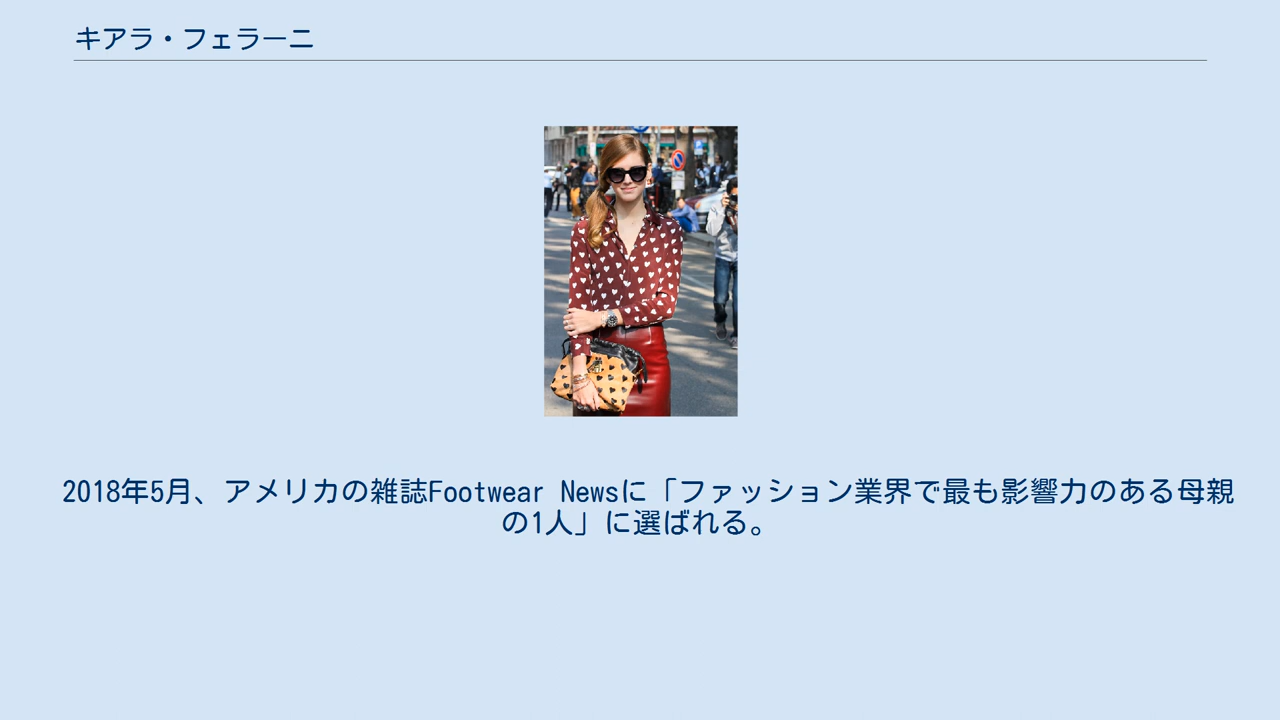 キアラ・フェラーニ
2018年5月、アメリカの雑誌Footwear Newsに「ファッション業界で最も影響力のある母親
の1人」に選ばれる。